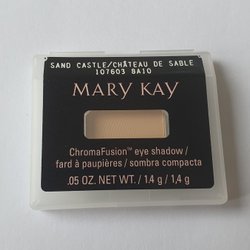 SAND CASTLE/CHÂTEAU DE SABLE
107603 8A10
MARY KAY
ChromaFusion™ eye shadow /
fard à paupières / sombra compacta
.05 OZ. NET WT. / 1.4 g / 1,4 g